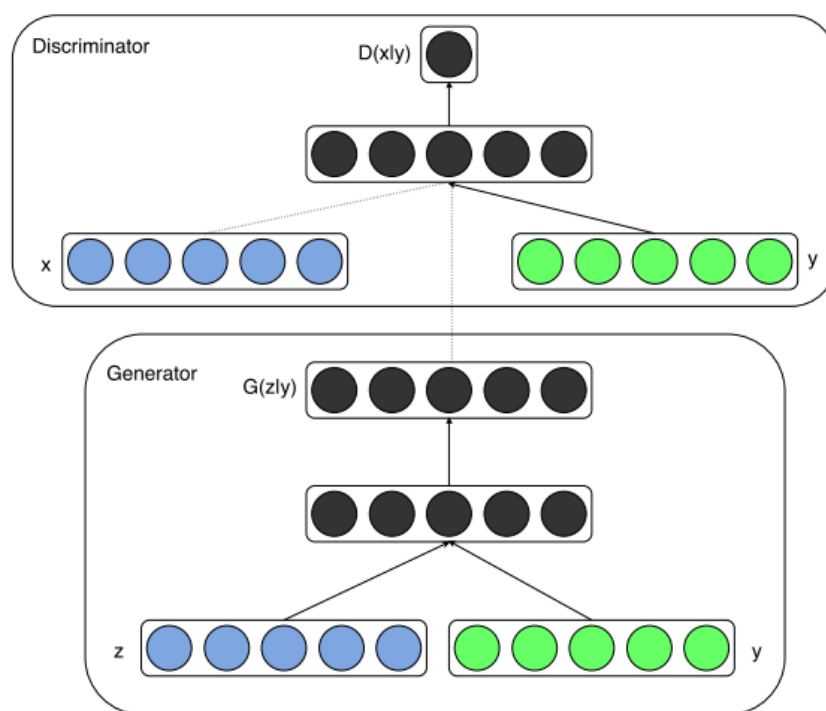 Discriminator
D(x|y)
x
y
Generator
G(z|y)
z
y